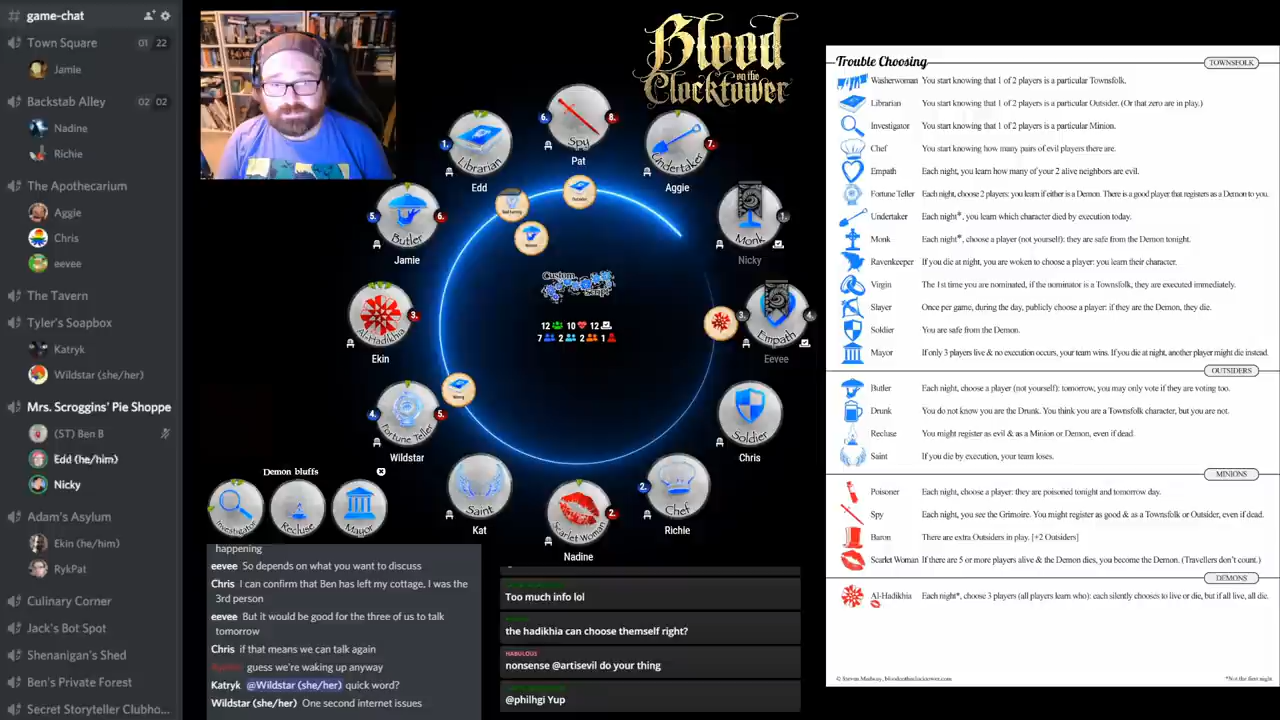 # game-chat
Town Square 01 22
Jamie
Backstab Alley 02 02
Nadine
Richie
The Apothecarium
Aggie
Chris
eevee
The Tavern
Tyler's Soapbox
Katryk
Wildstar (she/her)
Mrs. Scroggins' Pie Shoppe
(ST) Ben B
Edd (he/him)
Nicky
Adam's Asylum
Ekin (he/him)
RykPat
Culinary Corner
Jack's B-Spot
Shenanigan's Shed
Ben's Private Forest
Secret Storyteller Clubho...
Blood
on the
Clocktower
6. Spy 8.
Pat
1. Librarian
Edd
Undertaker 7.
Aggie
5. Butler 6.
Jamie
Monk 1.
Nicky
Al-Hadikhia 3.
Ekin
3. Empath 4.
Eevee
4. Fortune Teller 5.
Wildstar
Soldier
Chris
Saint
Kat
Scarlet Woman 2.
Nadine
2. Chef
Richie
Red herring
Wrong
Custom
12 10 12
7 2 2 1
Demon bluffs
Investigator
Recluse
Mayor
happening
eevee So depends on what you want to discuss
Chris I can confirm that Ben has left my cottage, I was the
3rd person
eevee But it would be good for the three of us to talk
tomorrow
Chris if that means we can talk again
guess we're waking up anyway
Katryk @Wildstar (she/her) quick word?
Wildstar (she/her) One second internet issues
Too much info lol
the hadikhia can choose themself right?
HABULOUS
nonsense @artisevil do your thing
@philhgi Yup
Trouble Choosing
TOWNSFOLK
Washerwoman You start knowing that 1 of 2 players is a particular Townsfolk.
Librarian You start knowing that 1 of 2 players is a particular Outsider. (Or that zero are in play.)
Investigator You start knowing that 1 of 2 players is a particular Minion.
Chef You start knowing how many pairs of evil players there are.
Empath Each night, you learn how many of your 2 alive neighbors are evil.
Fortune Teller Each night, choose 2 players: you learn if either is a Demon. There is a good player that registers as a Demon to you.
Undertaker Each night*, you learn which character died by execution today.
Monk Each night*, choose a player (not yourself): they are safe from the Demon tonight.
Ravenkeeper If you die at night, you are woken to choose a player: you learn their character.
Virgin The 1st time you are nominated, if the nominator is a Townsfolk, they are executed immediately.
Slayer Once per game, during the day, publicly choose a player: if they are the Demon, they die.
Soldier You are safe from the Demon.
Mayor If only 3 players live & no execution occurs, your team wins. If you die at night, another player might die instead.
OUTSIDERS
Butler Each night, choose a player (not yourself): tomorrow, you may only vote if they are voting too.
Drunk You do not know you are the Drunk. You think you are a Townsfolk character, but you are not.
Recluse You might register as evil & as a Minion or Demon, even if dead.
Saint If you die by execution, your team loses.
MINIONS
Poisoner Each night, choose a player: they are poisoned tonight and tomorrow day.
Spy Each night, you see the Grimoire. You might register as good & as a Townsfolk or Outsider, even if dead.
Baron There are extra Outsiders in play. [+2 Outsiders]
Scarlet Woman If there are 5 or more players alive & the Demon dies, you become the Demon. (Travellers don't count.)
DEMONS
Al-Hadikhia Each night*, choose 3 players (all players learn who): each silently chooses to live or die, but if all live, all die.
© Steven Medway, bloodontheclocktower.com
*Not the first night